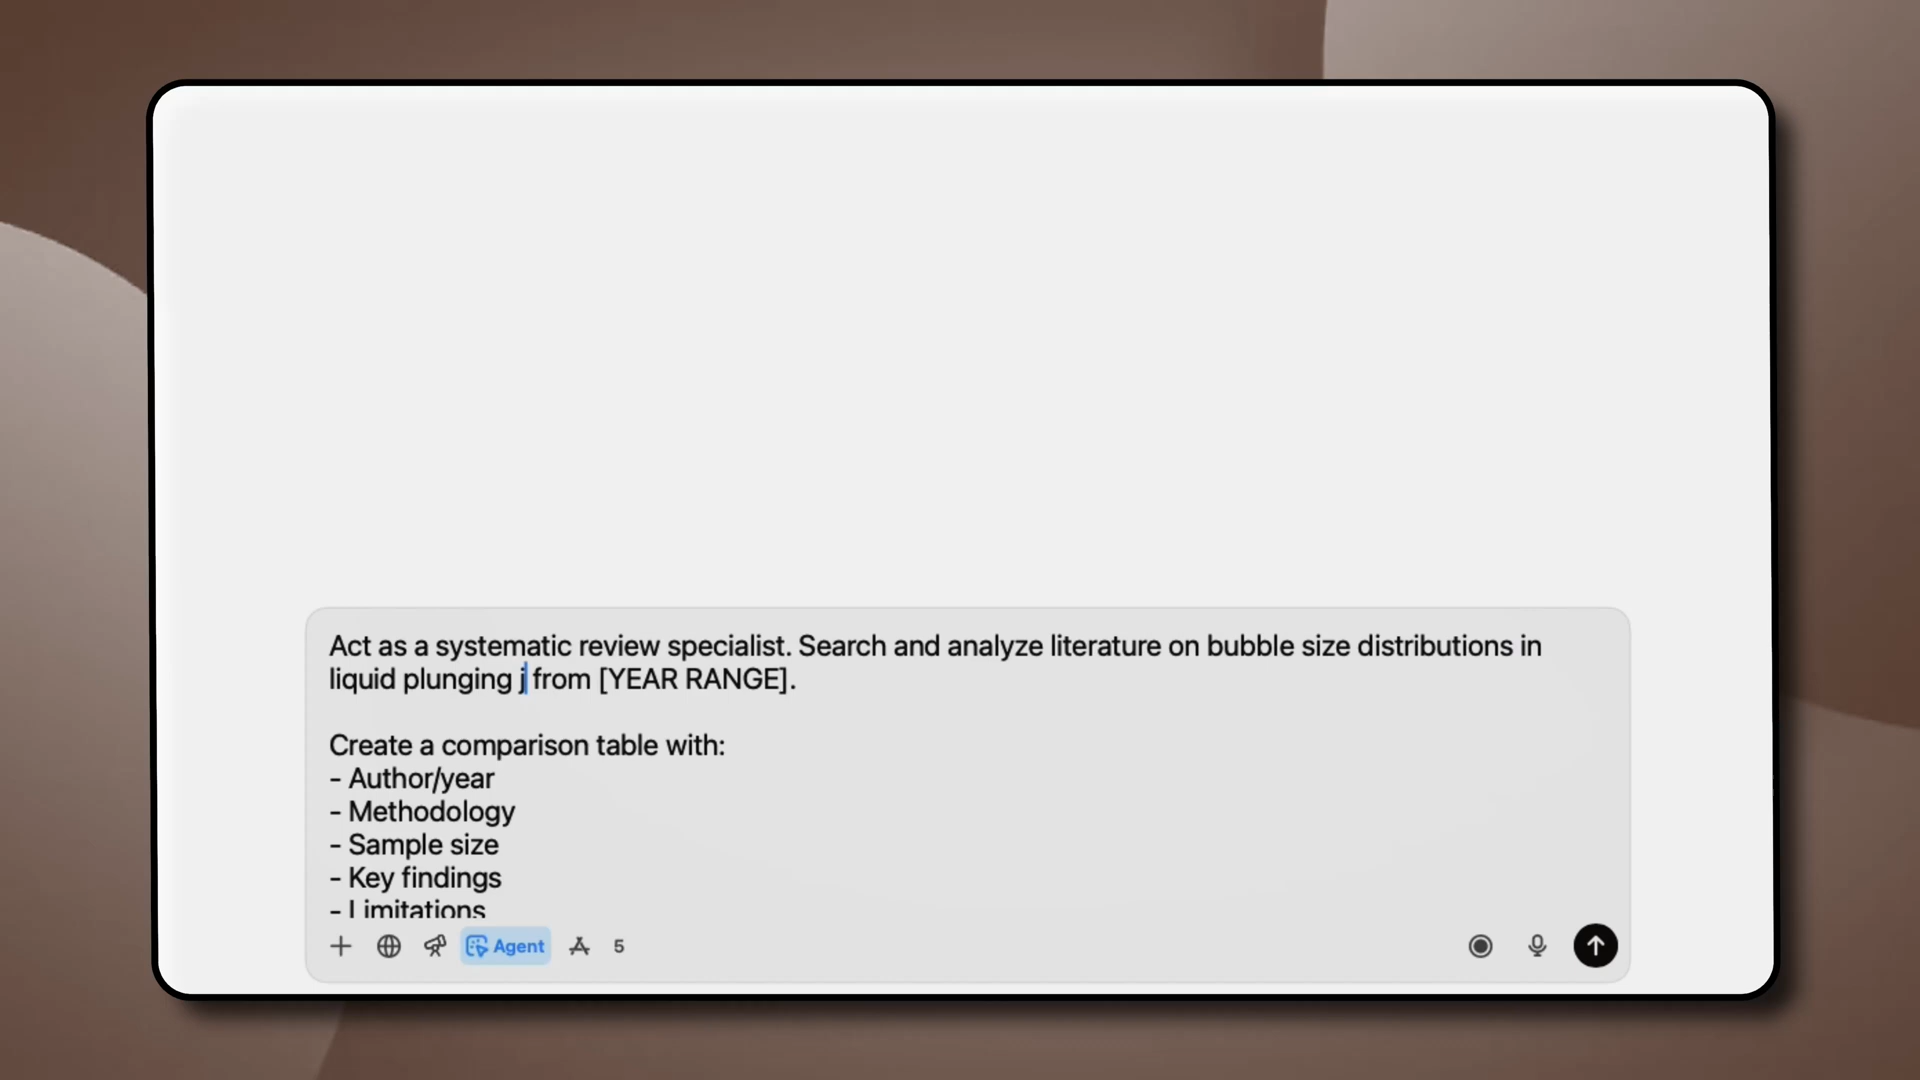 Act as a systematic review specialist. Search and analyze literature on bubble size distributions in
liquid plunging j from [YEAR RANGE].
Create a comparison table with:
- Author/year
- Methodology
- Sample size
- Key findings
- Limitations
Agent
5